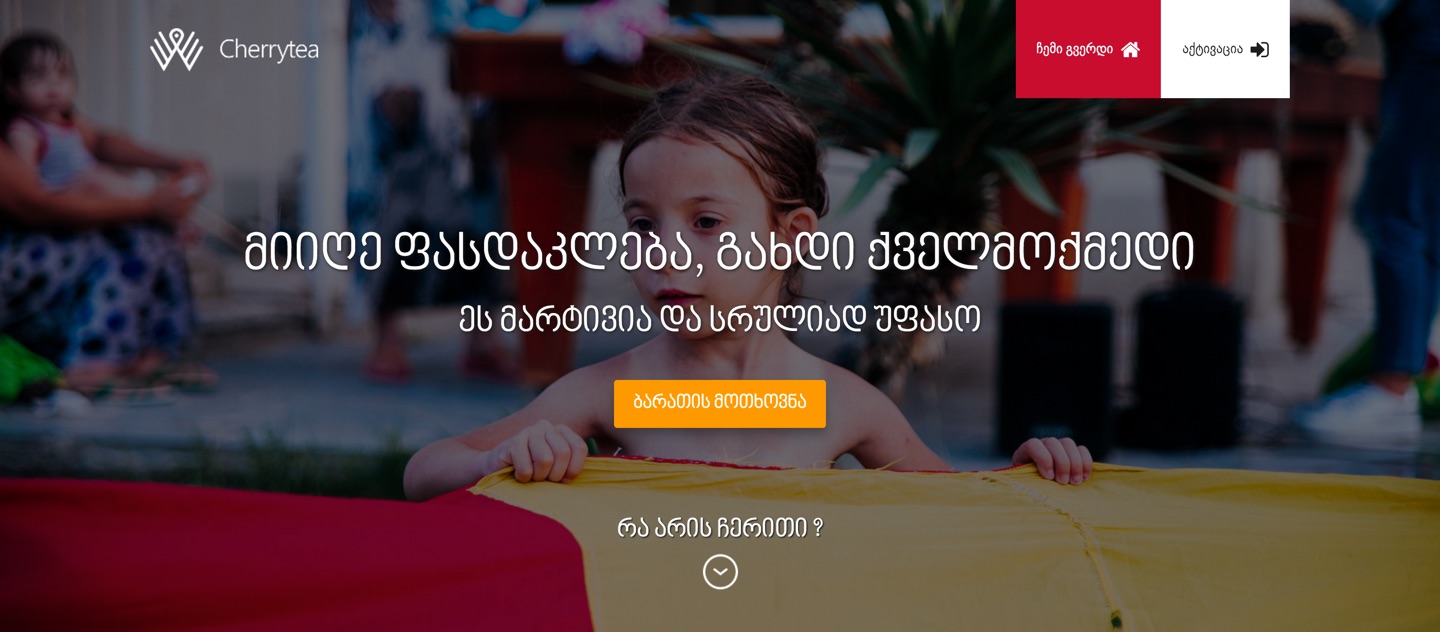 Cherrytea
ჩემი გვერდი
აქტივაცია
მიიღე ფასდაკლება, გახდი ქველმოქმედი
ეს მარტივია და სრულიად უფასო
ბარათის მოთხოვნა
რა არის ჩერითი ?